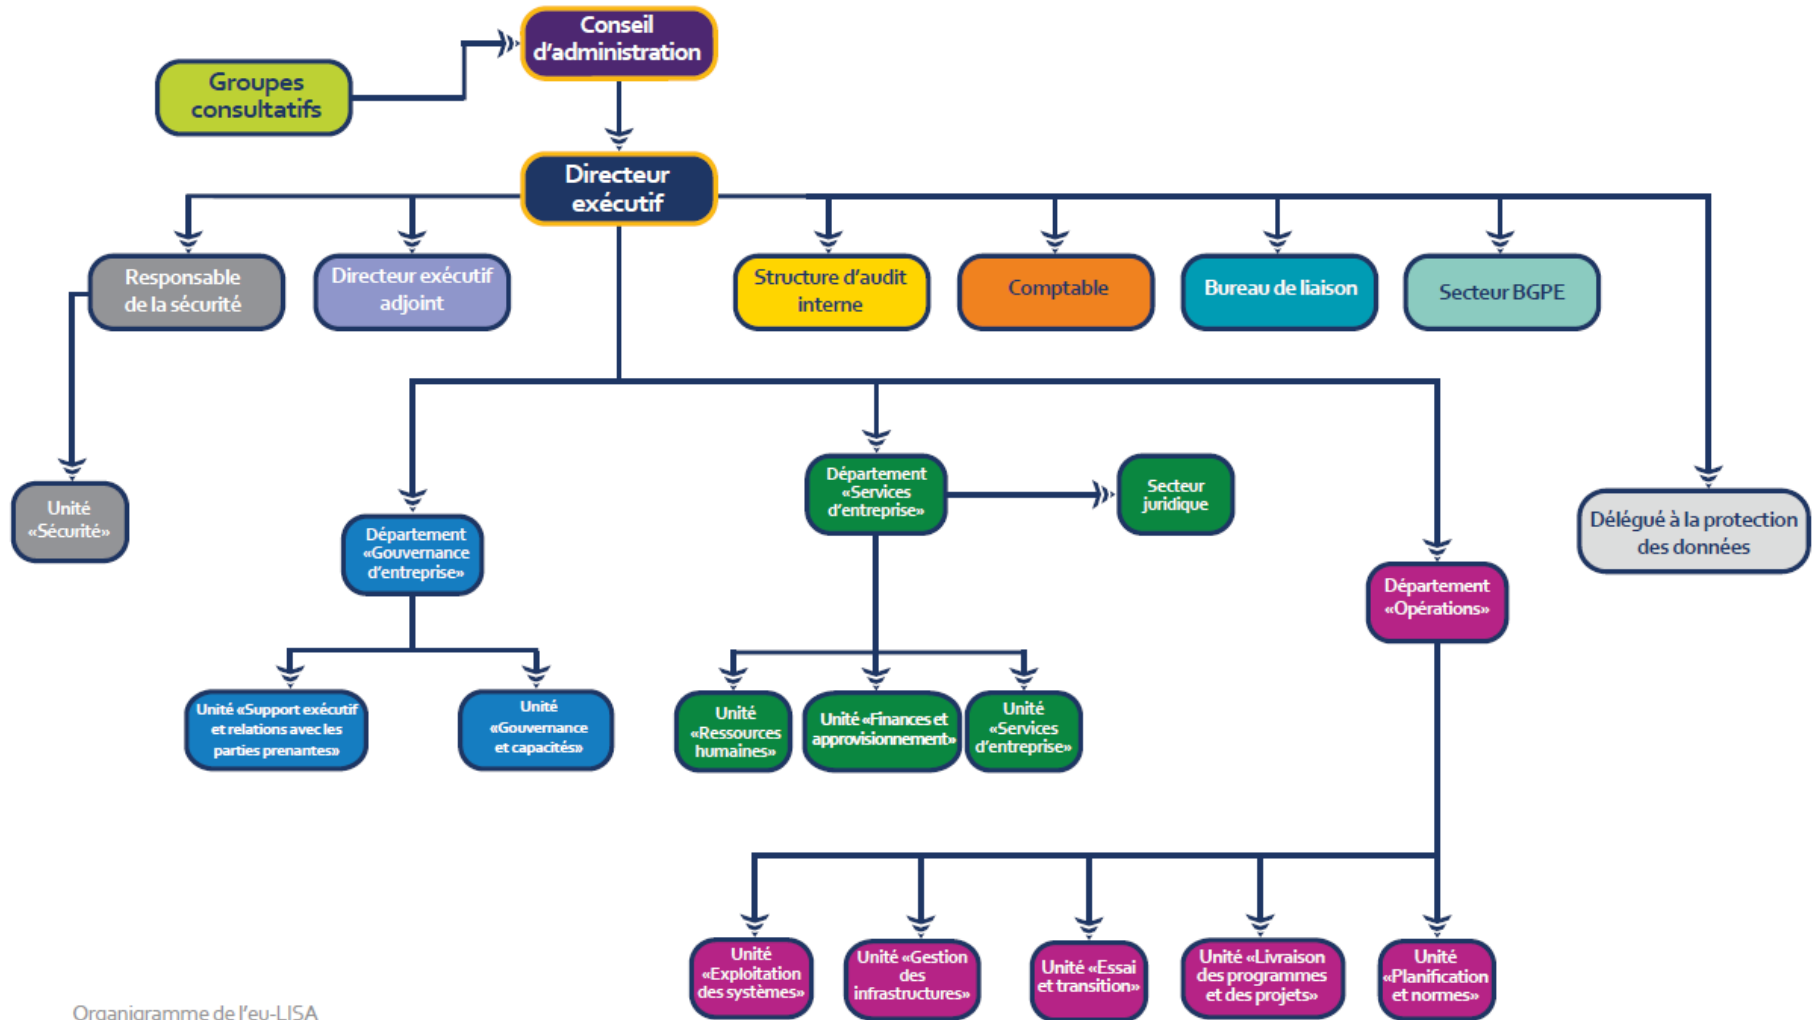 Conseil
d'administration
Groupes
consultatifs
Directeur
exécutif
Responsable
de la sécurité
Directeur exécutif
adjoint
Structure d'audit
interne
Comptable
Bureau de liaison
Secteur BGPE
Département
«Services
d'entreprise»
Secteur
juridique
Unité
«Sécurité»
Département
«Gouvernance
d'entreprise»
Délégué à la protection
des données
Département
«Opérations»
Unité «Support exécutif
et relations avec les
parties prenantes»
Unité
«Gouvernance
et capacités»
Unité
«Ressources
humaines»
Unité «Finances et
approvisionnement»
Unité
«Services
d'entreprise»
Unité
«Exploitation
des systèmes»
Unité «Gestion
des
infrastructures»
Unité «Essai
et transition»
Unité «Livraison
des programmes
et des projets»
Unité
«Planification
et normes»
Organigramme de l'eu-LISA